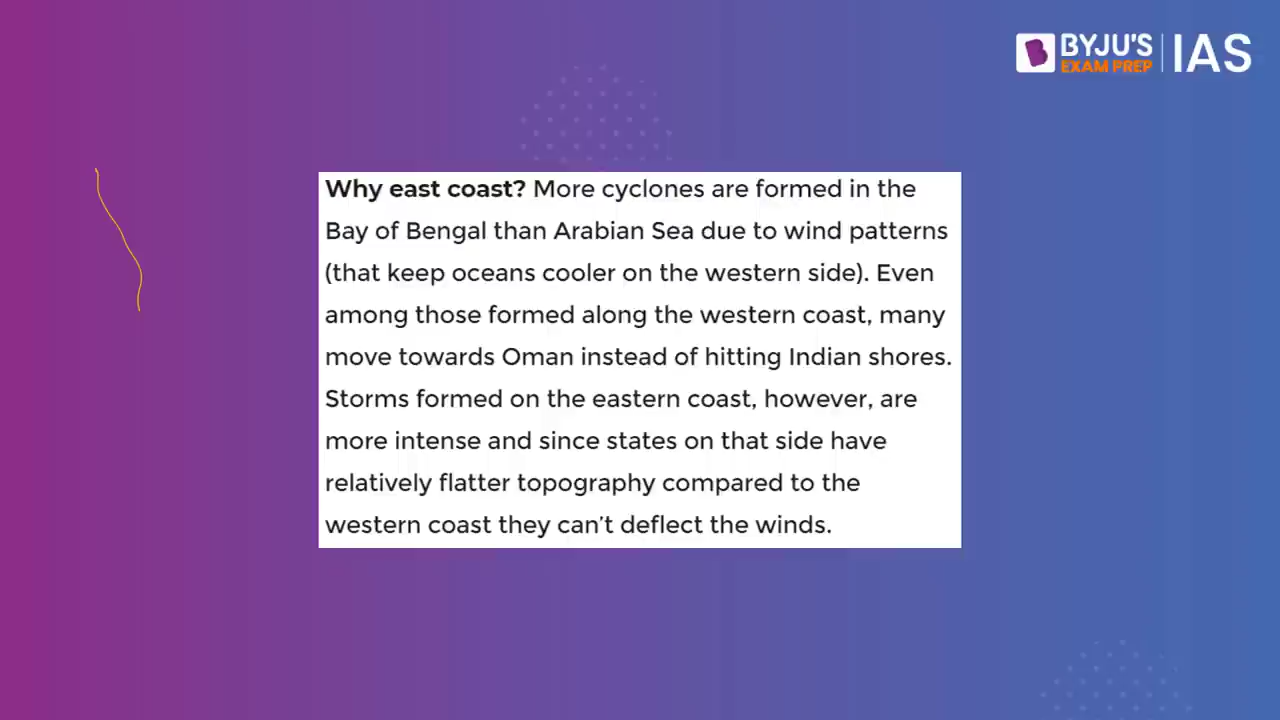 BYJU'S
EXAM PREP
IAS
Why east coast? More cyclones are formed in the
Bay of Bengal than Arabian Sea due to wind patterns
(that keep oceans cooler on the western side). Even
among those formed along the western coast, many
move towards Oman instead of hitting Indian shores.
Storms formed on the eastern coast, however, are
more intense and since states on that side have
relatively flatter topography compared to the
western coast they can’t deflect the winds.